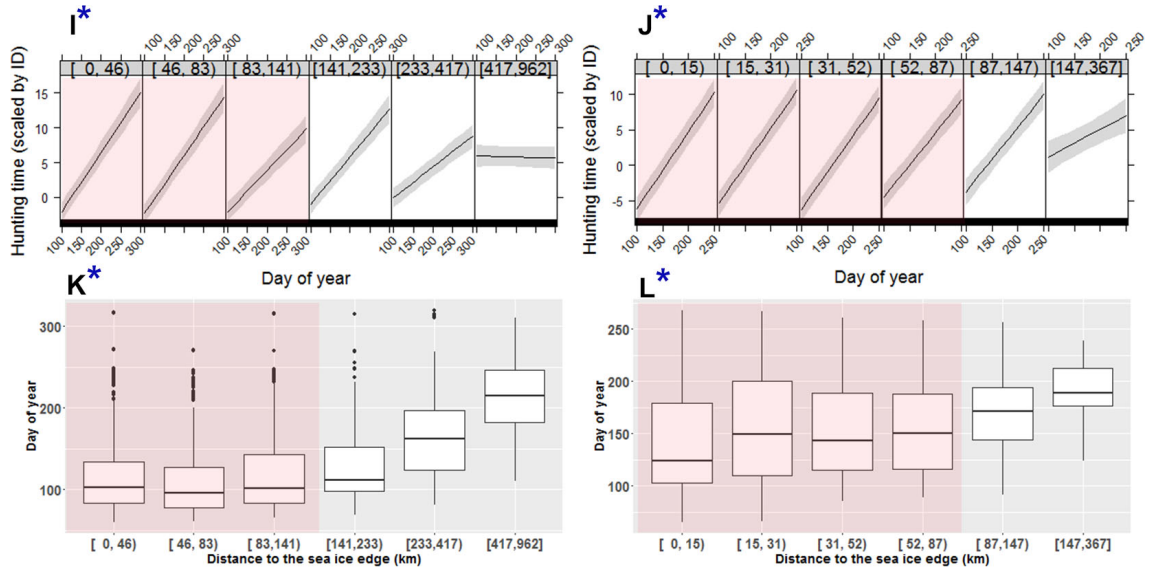 I*
100 150 200 250 300 100 150 200 250 300 100 150 200 250 300
[ 0, 46) [ 46, 83) [ 83,141) [141,233) [233,417) [417,962]
Hunting time (scaled by ID)
15
10
5
0
100 150 200 250 300 100 150 200 250 300 100 150 200 250 300
Day of year
J*
100 150 200 250 100 150 200 250 100 150 200 250
[ 0, 15) [ 15, 31) [ 31, 52) [ 52, 87) [ 87,147) [147,367]
Hunting time (scaled by ID)
10
5
0
-5
100 150 200 250 100 150 200 250 100 150 200 250
Day of year
K*
Day of year
300
200
100
[ 0, 46) [ 46, 83) [ 83,141) [141,233) [233,417) [417,962]
Distance to the sea ice edge (km)
L*
Day of year
250
200
150
100
[ 0, 15) [ 15, 31) [ 31, 52) [ 52, 87) [ 87,147) [147,367]
Distance to the sea ice edge (km)